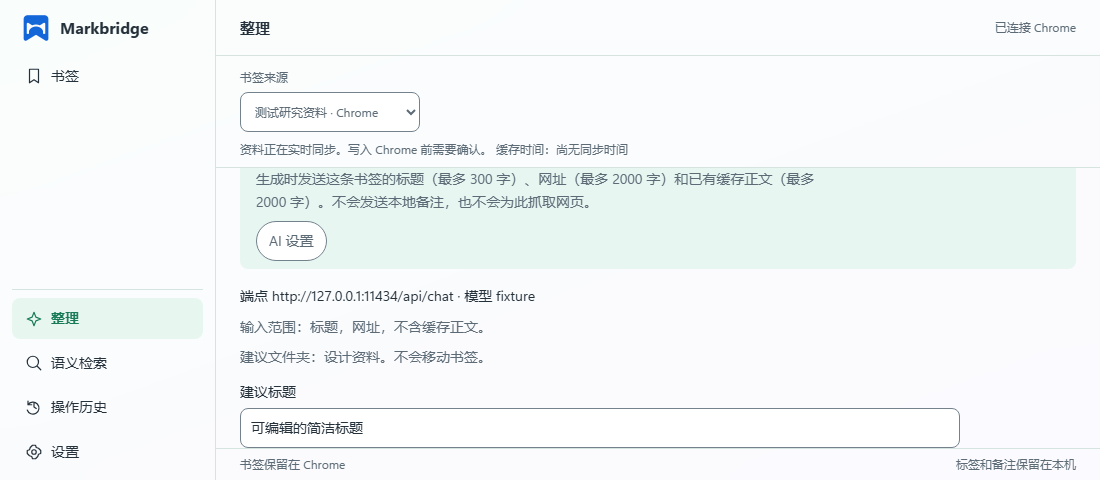 Markbridge
书签
整理
语义检索
操作历史
设置
整理
已连接 Chrome
书签来源
测试研究资料 · Chrome
资料正在实时同步。写入 Chrome 前需要确认。 缓存时间：尚无同步时间
生成时发送这条书签的标题（最多 300 字）、网址（最多 2000 字）和已有缓存正文（最多
2000 字）。不会发送本地备注，也不会为此抓取网页。
AI 设置
端点 http://127.0.0.1:11434/api/chat · 模型 fixture
输入范围：标题，网址，不含缓存正文。
建议文件夹：设计资料。不会移动书签。
建议标题
可编辑的简洁标题
书签保留在 Chrome
标签和备注保留在本机